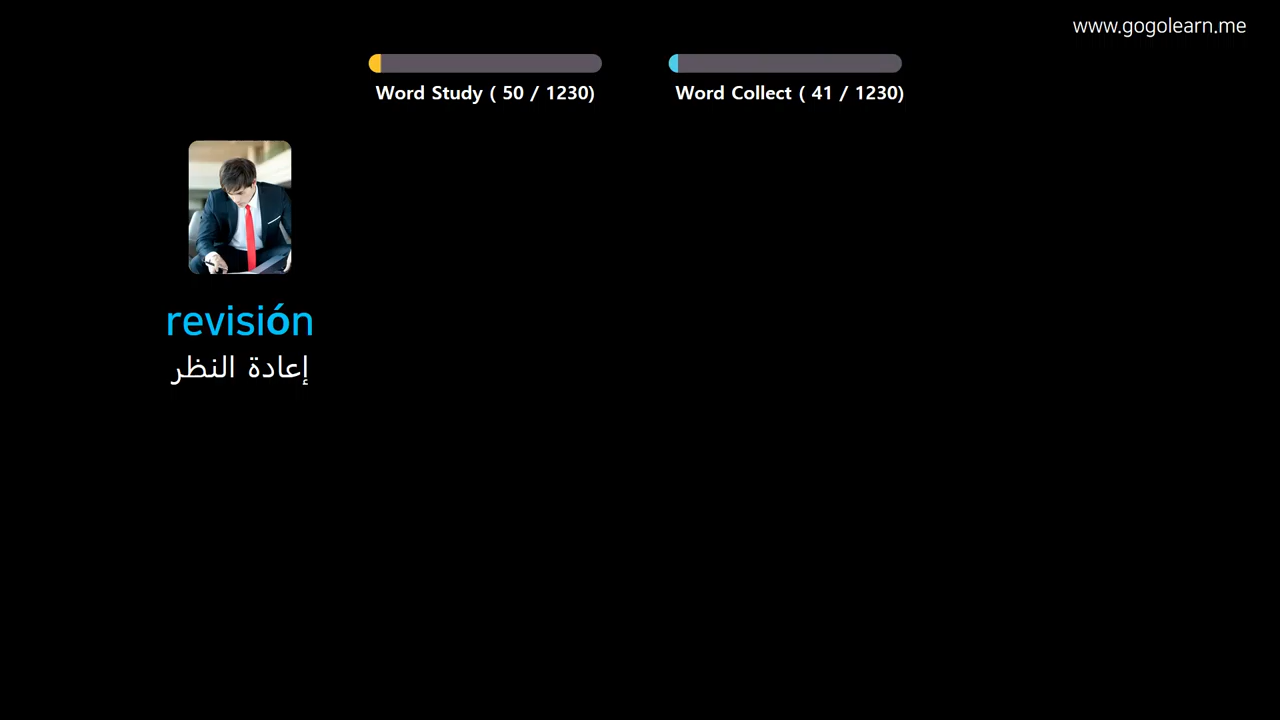 www.gogolearn.me
Word Study ( 50 / 1230)
Word Collect ( 41 / 1230)
revisión
إعادة النظر